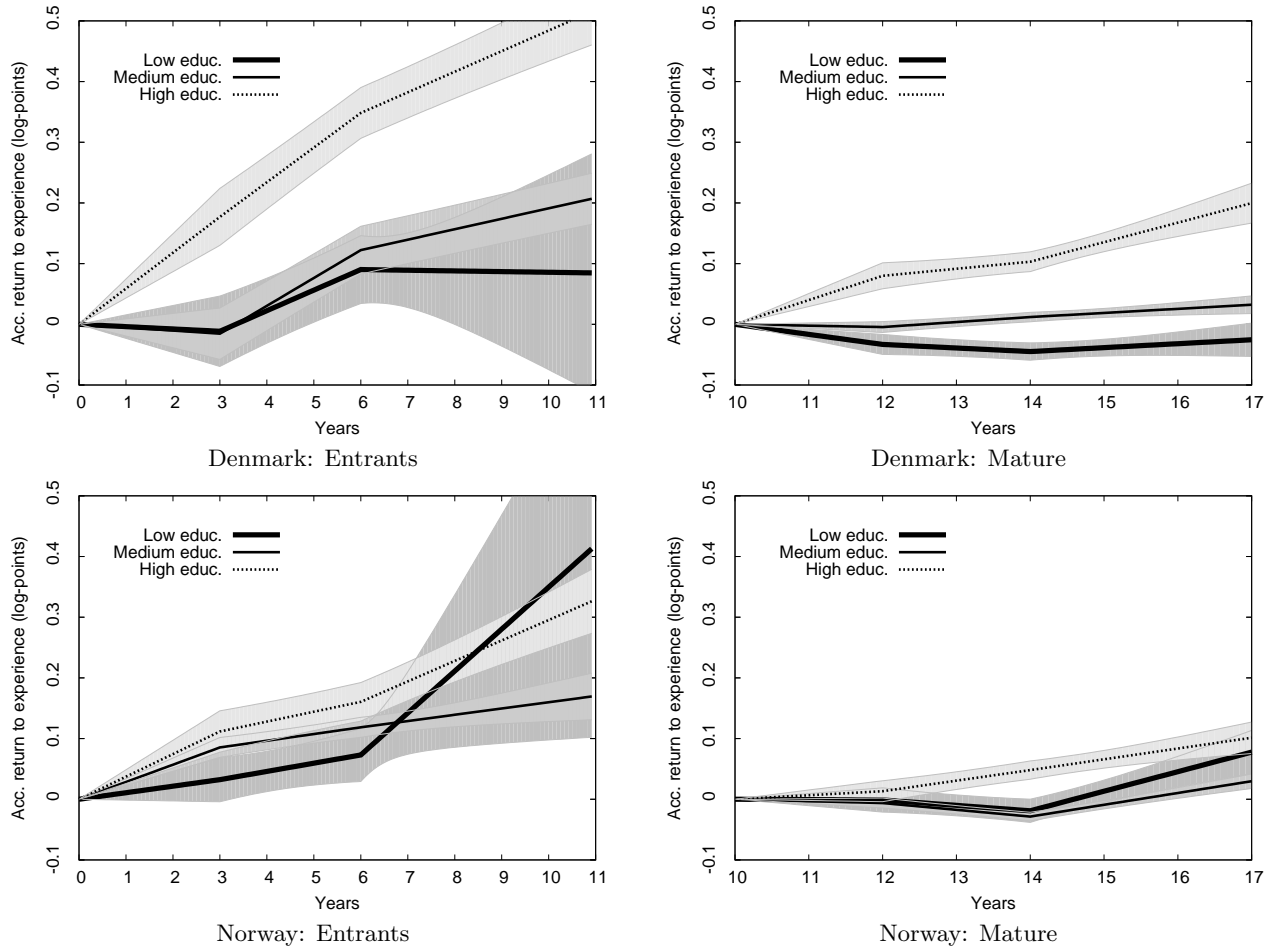 0.5
0.4
0.3
0.2
0.1
0
-0.1
Acc. return to experience (log-points)
Low educ.
Medium educ.
High educ.
0 1 2 3 4 5 6 7 8 9 10 11
Years
Denmark: Entrants
0.5
0.4
0.3
0.2
0.1
0
-0.1
Acc. return to experience (log-points)
Low educ.
Medium educ.
High educ.
10 11 12 13 14 15 16 17
Years
Denmark: Mature
0.5
0.4
0.3
0.2
0.1
0
-0.1
Acc. return to experience (log-points)
Low educ.
Medium educ.
High educ.
0 1 2 3 4 5 6 7 8 9 10 11
Years
Norway: Entrants
0.5
0.4
0.3
0.2
0.1
0
-0.1
Acc. return to experience (log-points)
Low educ.
Medium educ.
High educ.
10 11 12 13 14 15 16 17
Years
Norway: Mature